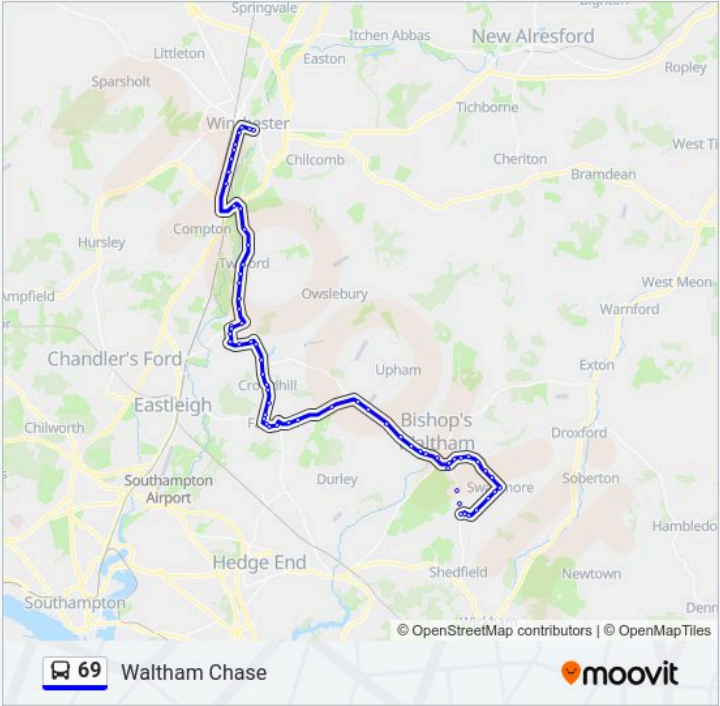 Springvale
Itchen Abbas
New Alresford
Littleton
Easton
Ropley
Sparsholt
Tichborne
Winchester
Chilcomb
Cheriton
West Ti
Bramdean
Compton
Hursley
Twyford
West Meon
Owslebury
Ampfield
Warnford
Chandler's Ford
Exton
Upham
Eastleigh
Bishop's
Waltham
Chilworth
Droxford
Durley
Southampton
Airport
Swanmore
Soberton
Hambledo
Hedge End
Shedfield
Newtown
Southampton
Denn
© OpenStreetMap contributors | © OpenMapTiles
69 Waltham Chase
moovit